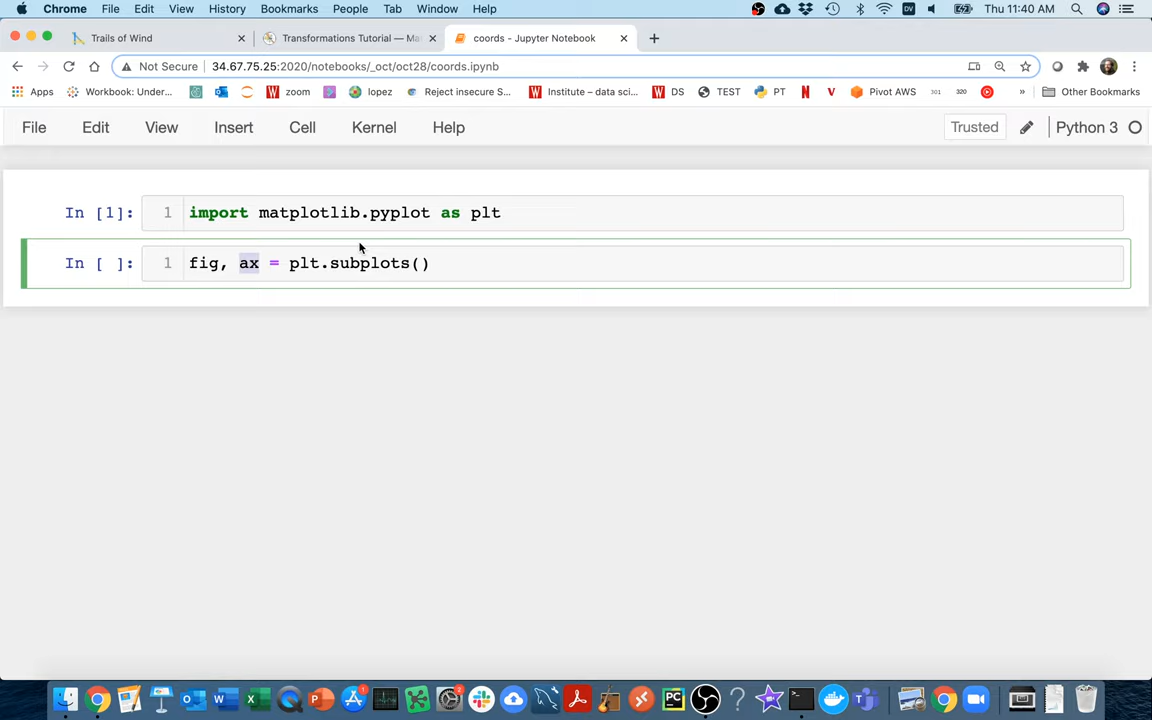 Chrome File Edit View History Bookmarks People Tab Window Help DV Thu 11:40 AM
Trails of Wind Transformations Tutorial — Ma coords - Jupyter Notebook
Not Secure 34.67.75.25:2020/notebooks/_oct/oct28/coords.ipynb
Apps Workbook: Under... zoom lopez Reject insecure S... Institute – data sci... DS TEST PT Pivot AWS 301 320 » Other Bookmarks
File Edit View Insert Cell Kernel Help Trusted Python 3
In [1]: 1 import matplotlib.pyplot as plt
In [ ]: 1 fig, ax = plt.subplots()